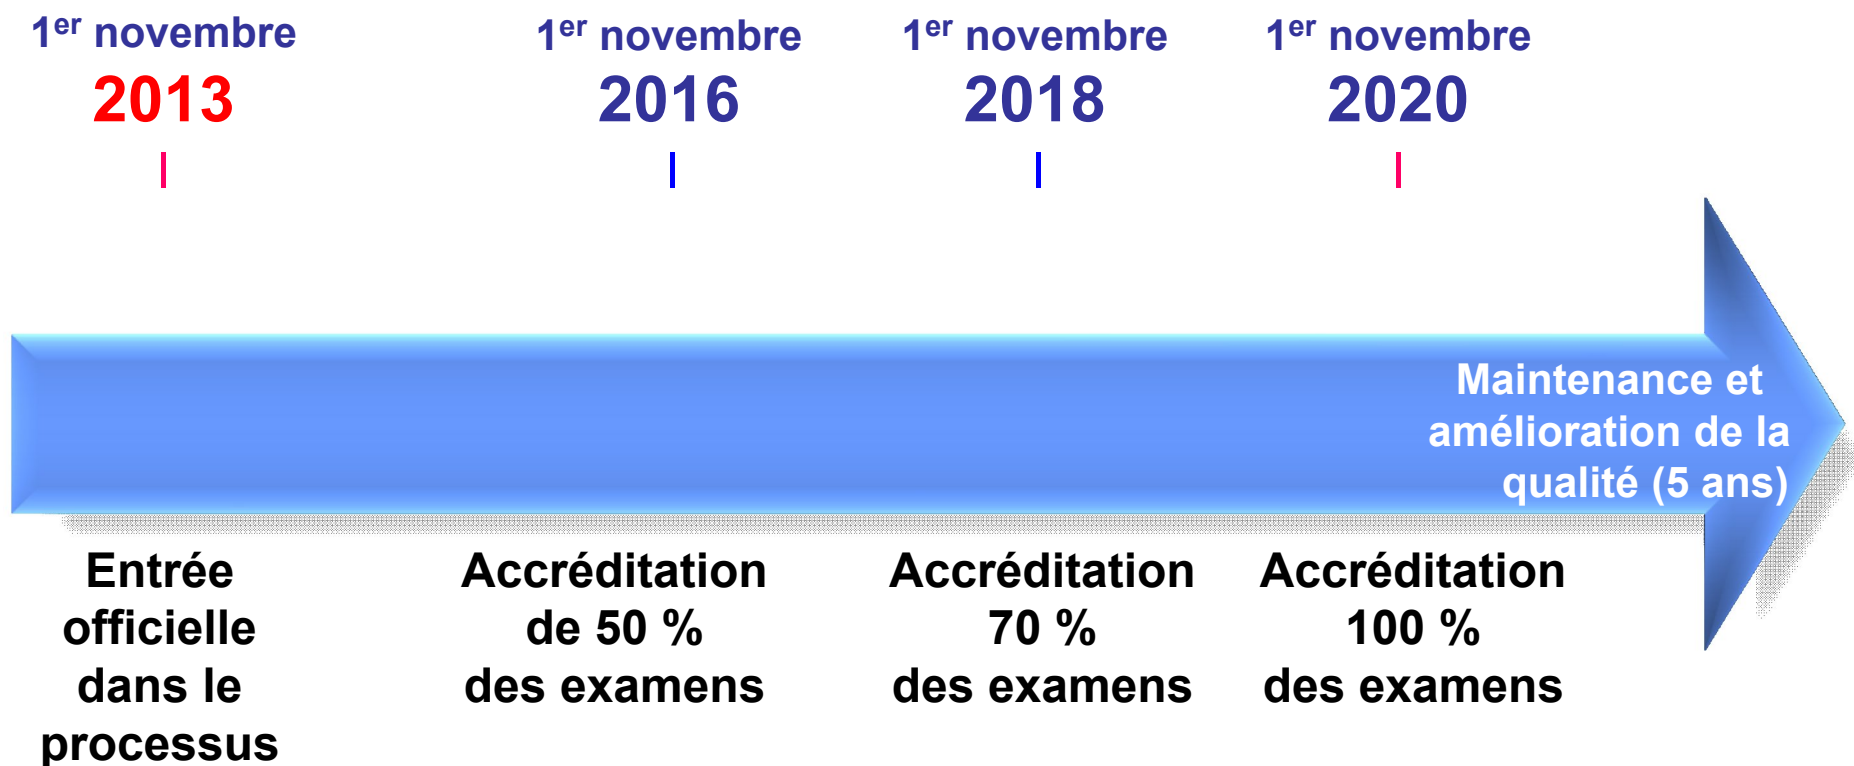 1er novembre
2013
1er novembre
2016
1er novembre
2018
1er novembre
2020
Maintenance et
amélioration de la
qualité (5 ans)
Entrée
officielle
dans le
processus
Accréditation
de 50 %
des examens
Accréditation
70 %
des examens
Accréditation
100 %
des examens